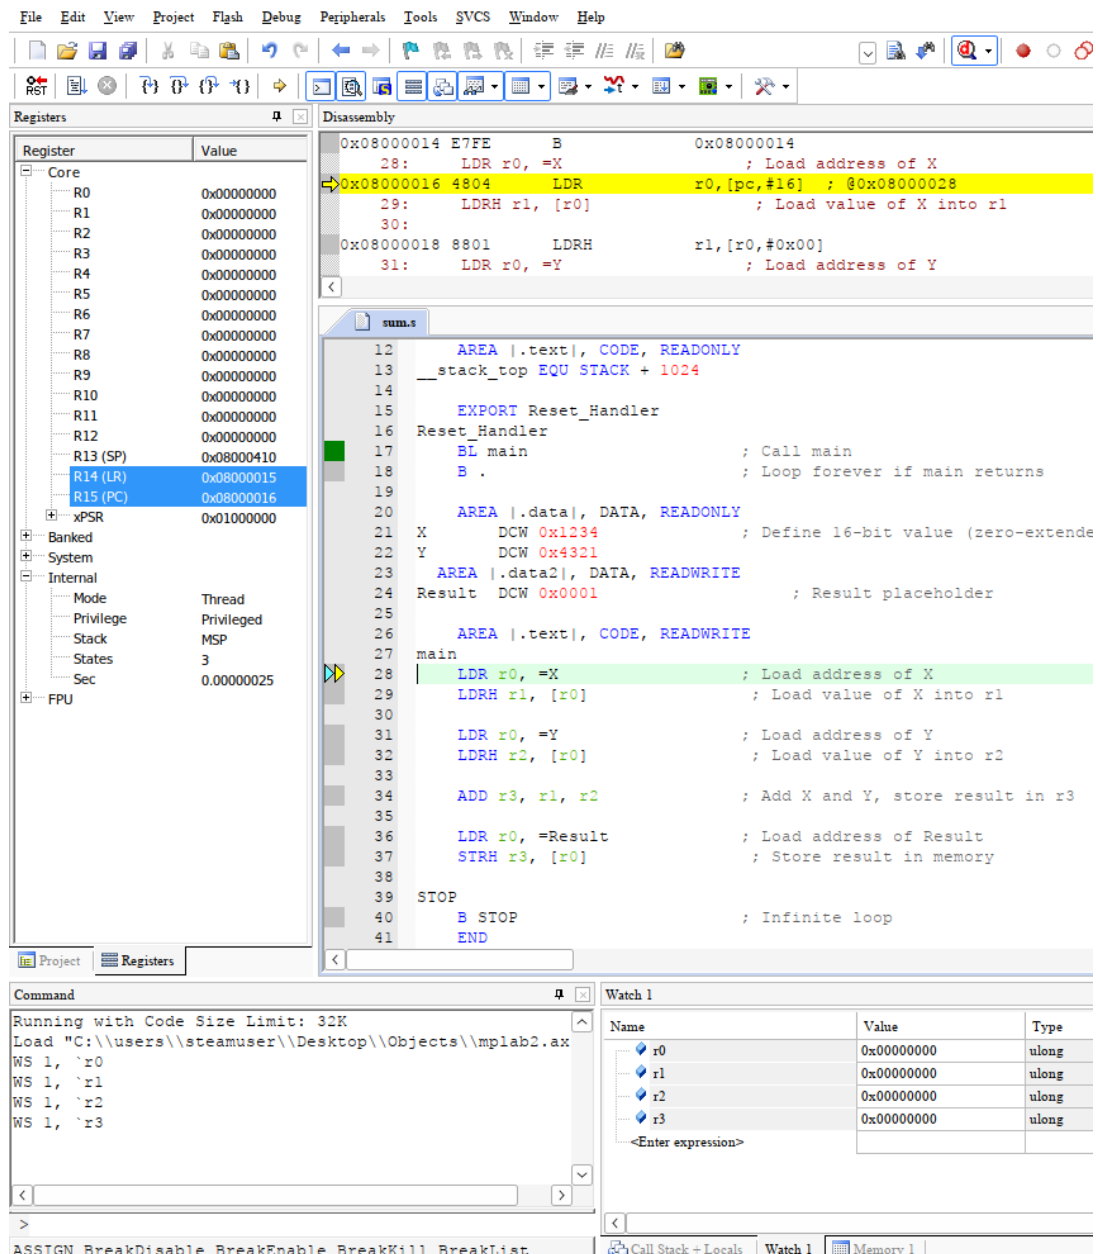 File Edit View Project Flash Debug Peripherals Tools SVCS Window Help
RST
Registers
Register Value
Core
R0 0x00000000
R1 0x00000000
R2 0x00000000
R3 0x00000000
R4 0x00000000
R5 0x00000000
R6 0x00000000
R7 0x00000000
R8 0x00000000
R9 0x00000000
R10 0x00000000
R11 0x00000000
R12 0x00000000
R13 (SP) 0x08000410
R14 (LR) 0x08000015
R15 (PC) 0x08000016
xPSR 0x01000000
Banked
System
Internal
Mode Thread
Privilege Privileged
Stack MSP
States 3
Sec 0.00000025
FPU
Project Registers
Disassembly
0x08000014 E7FE B 0x08000014
28: LDR r0, =X ; Load address of X
0x08000016 4804 LDR r0,[pc,#16] ; @0x08000028
29: LDRH r1, [r0] ; Load value of X into r1
30:
0x08000018 8801 LDRH r1,[r0,#0x00]
31: LDR r0, =Y ; Load address of Y
sum.s
12 AREA |.text|, CODE, READONLY
13 __stack_top EQU STACK + 1024
14
15 EXPORT Reset_Handler
16 Reset_Handler
17 BL main ; Call main
18 B . ; Loop forever if main returns
19
20 AREA |.data|, DATA, READONLY
21 X DCW 0x1234 ; Define 16-bit value (zero-extende
22 Y DCW 0x4321
23 AREA |.data2|, DATA, READWRITE
24 Result DCW 0x0001 ; Result placeholder
25
26 AREA |.text|, CODE, READWRITE
27 main
28 LDR r0, =X ; Load address of X
29 LDRH r1, [r0] ; Load value of X into r1
30
31 LDR r0, =Y ; Load address of Y
32 LDRH r2, [r0] ; Load value of Y into r2
33
34 ADD r3, r1, r2 ; Add X and Y, store result in r3
35
36 LDR r0, =Result ; Load address of Result
37 STRH r3, [r0] ; Store result in memory
38
39 STOP
40 B STOP ; Infinite loop
41 END
Command
Running with Code Size Limit: 32K
Load "C:\\users\\steamuser\\Desktop\\Objects\\mplab2.ax
WS 1, `r0
WS 1, `r1
WS 1, `r2
WS 1, `r3
>
ASSIGN BreakDisable BreakEnable BreakKill BreakList
Watch 1
Name Value Type
r0 0x00000000 ulong
r1 0x00000000 ulong
r2 0x00000000 ulong
r3 0x00000000 ulong
<Enter expression>
Call Stack + Locals Watch 1 Memory 1